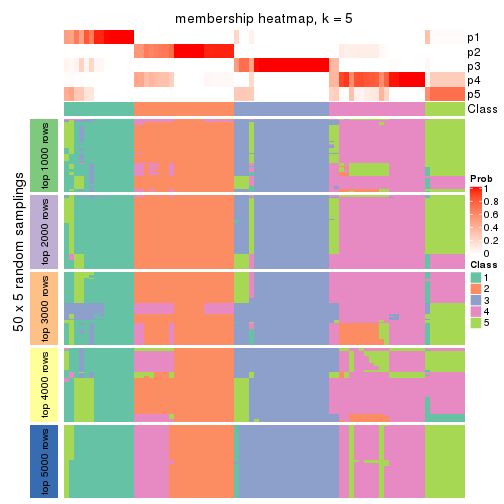 membership heatmap, k = 5
p1
p2
p3
p4
p5
Class
50 x 5 random samplings
top 1000 rows
top 2000 rows
top 3000 rows
top 4000 rows
top 5000 rows
Prob
1
0.8
0.6
0.4
0.2
0
Class
1
2
3
4
5